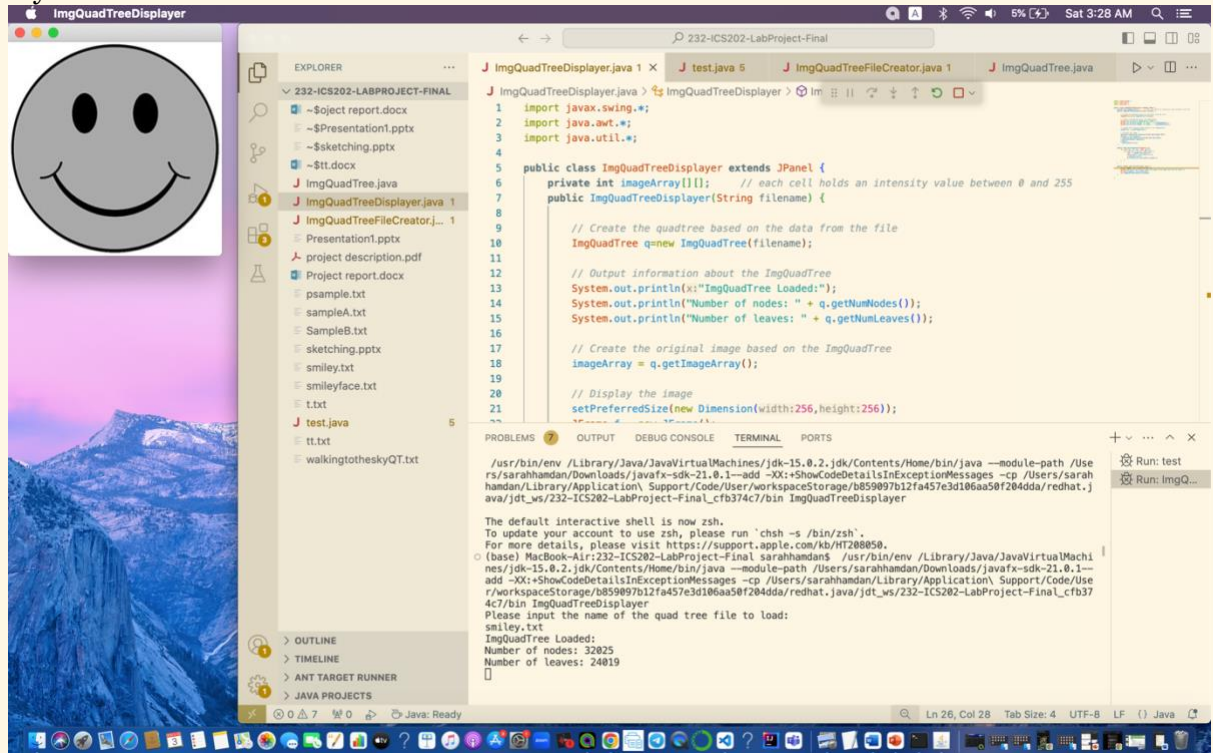 ImgQuadTreeDisplayer
5%
Sat 3:28 AM
232-ICS202-LabProject-Final
EXPLORER
232-ICS202-LABPROJECT-FINAL
~$oject report.docx
~$Presentation1.pptx
~$sketching.pptx
~$tt.docx
ImgQuadTree.java
ImgQuadTreeDisplayer.java 1
ImgQuadTreeFileCreator.j... 1
Presentation1.pptx
project description.pdf
Project report.docx
psample.txt
sampleA.txt
SampleB.txt
sketching.pptx
smiley.txt
smileyface.txt
t.txt
test.java 5
tt.txt
walkingtotheskyQT.txt
OUTLINE
TIMELINE
ANT TARGET RUNNER
JAVA PROJECTS
J ImgQuadTreeDisplayer.java 1 J test.java 5 J ImgQuadTreeFileCreator.java 1 J ImgQuadTree.java
J ImgQuadTreeDisplayer.java > ImgQuadTreeDisplayer > Im
1 import javax.swing.*;
2 import java.awt.*;
3 import java.util.*;
4
5 public class ImgQuadTreeDisplayer extends JPanel {
6 private int imageArray[][]; // each cell holds an intensity value between 0 and 255
7 public ImgQuadTreeDisplayer(String filename) {
8
9 // Create the quadtree based on the data from the file
10 ImgQuadTree q=new ImgQuadTree(filename);
11
12 // Output information about the ImgQuadTree
13 System.out.println(x:"ImgQuadTree Loaded:");
14 System.out.println("Number of nodes: " + q.getNumNodes());
15 System.out.println("Number of leaves: " + q.getNumLeaves());
16
17 // Create the original image based on the ImgQuadTree
18 imageArray = q.getImageArray();
19
20 // Display the image
21 setPreferredSize(new Dimension(width:256,height:256));
PROBLEMS 7 OUTPUT DEBUG CONSOLE TERMINAL PORTS
/usr/bin/env /Library/Java/JavaVirtualMachines/jdk-15.0.2.jdk/Contents/Home/bin/java --module-path /Use
rs/sarahhamdan/Downloads/javafx-sdk-21.0.1--add -XX:+ShowCodeDetailsInExceptionMessages -cp /Users/sarah
hamdan/Library/Application\ Support/Code/User/workspaceStorage/b859097b12fa457e3d106aa50f204dda/redhat.j
ava/jdt_ws/232-ICS202-LabProject-Final_cfb374c7/bin ImgQuadTreeDisplayer
The default interactive shell is now zsh.
To update your account to use zsh, please run `chsh -s /bin/zsh`.
For more details, please visit https://support.apple.com/kb/HT208050.
(base) MacBook-Air:232-ICS202-LabProject-Final sarahhamdan$ /usr/bin/env /Library/Java/JavaVirtualMachi
nes/jdk-15.0.2.jdk/Contents/Home/bin/java --module-path /Users/sarahhamdan/Downloads/javafx-sdk-21.0.1--
add -XX:+ShowCodeDetailsInExceptionMessages -cp /Users/sarahhamdan/Library/Application\ Support/Code/Use
r/workspaceStorage/b859097b12fa457e3d106aa50f204dda/redhat.java/jdt_ws/232-ICS202-LabProject-Final_cfb37
4c7/bin ImgQuadTreeDisplayer
Please input the name of the quad tree file to load:
smiley.txt
ImgQuadTree Loaded:
Number of nodes: 32025
Number of leaves: 24019
Run: test
Run: ImgQ...
0 7 0 Java: Ready
Ln 26, Col 28 Tab Size: 4 UTF-8 LF {} Java